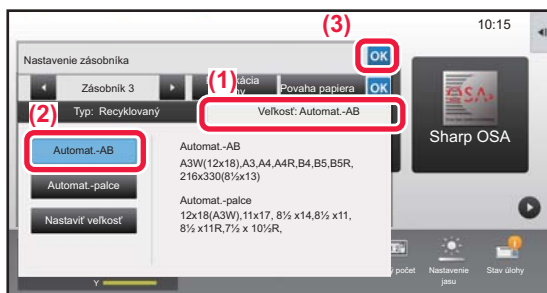 (3)
10:15
Nastavenie zásobníka
OK
(1)
Zásobník 3
Povaha papiera
OK
(2)
Typ: Recyklovaný
Veľkosť: Automat.-AB
Automat.-AB
Automat.-palce
Nastaviť veľkosť
Automat.-AB
A3W(12x18),A3,A4,A4R,B4,B5,B5R,
216x330(8½x13)
Automat.-palce
12x18(A3W),11x17, 8½ x14,8½ x11,
8½ x11R,7½ x 10½R,
OSA
Sharp OSA
počet
Nastavenie
jasu
Stav úlohy
Y